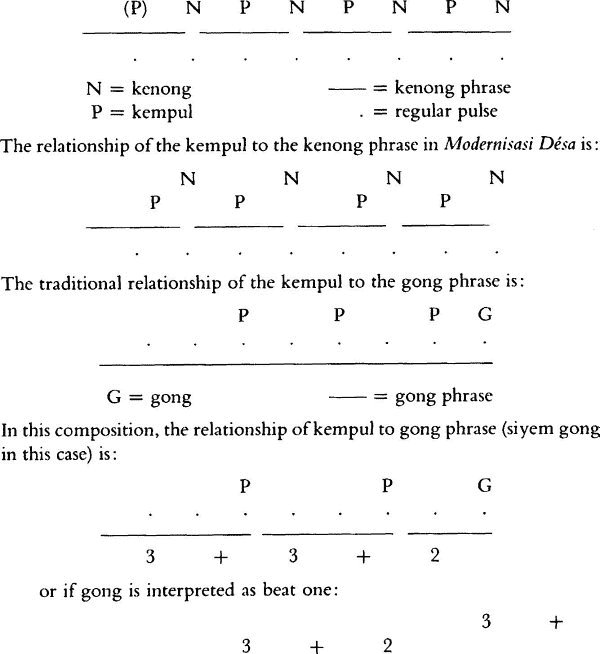 (P) N P N P N P N
. . . . . . . .
N = kenong —— = kenong phrase
P = kempul . = regular pulse
The relationship of the kempul to the kenong phrase in Modernisasi Désa is:
N N N N
P P P P
. . . . . . . .
The traditional relationship of the kempul to the gong phrase is:
P P P G
. . . . . . . .
G = gong —— = gong phrase
In this composition, the relationship of kempul to gong phrase (siyem gong
in this case) is:
P P G
. . . . . . . .
3 + 3 + 2
or if gong is interpreted as beat one:
3 +
3 + 2